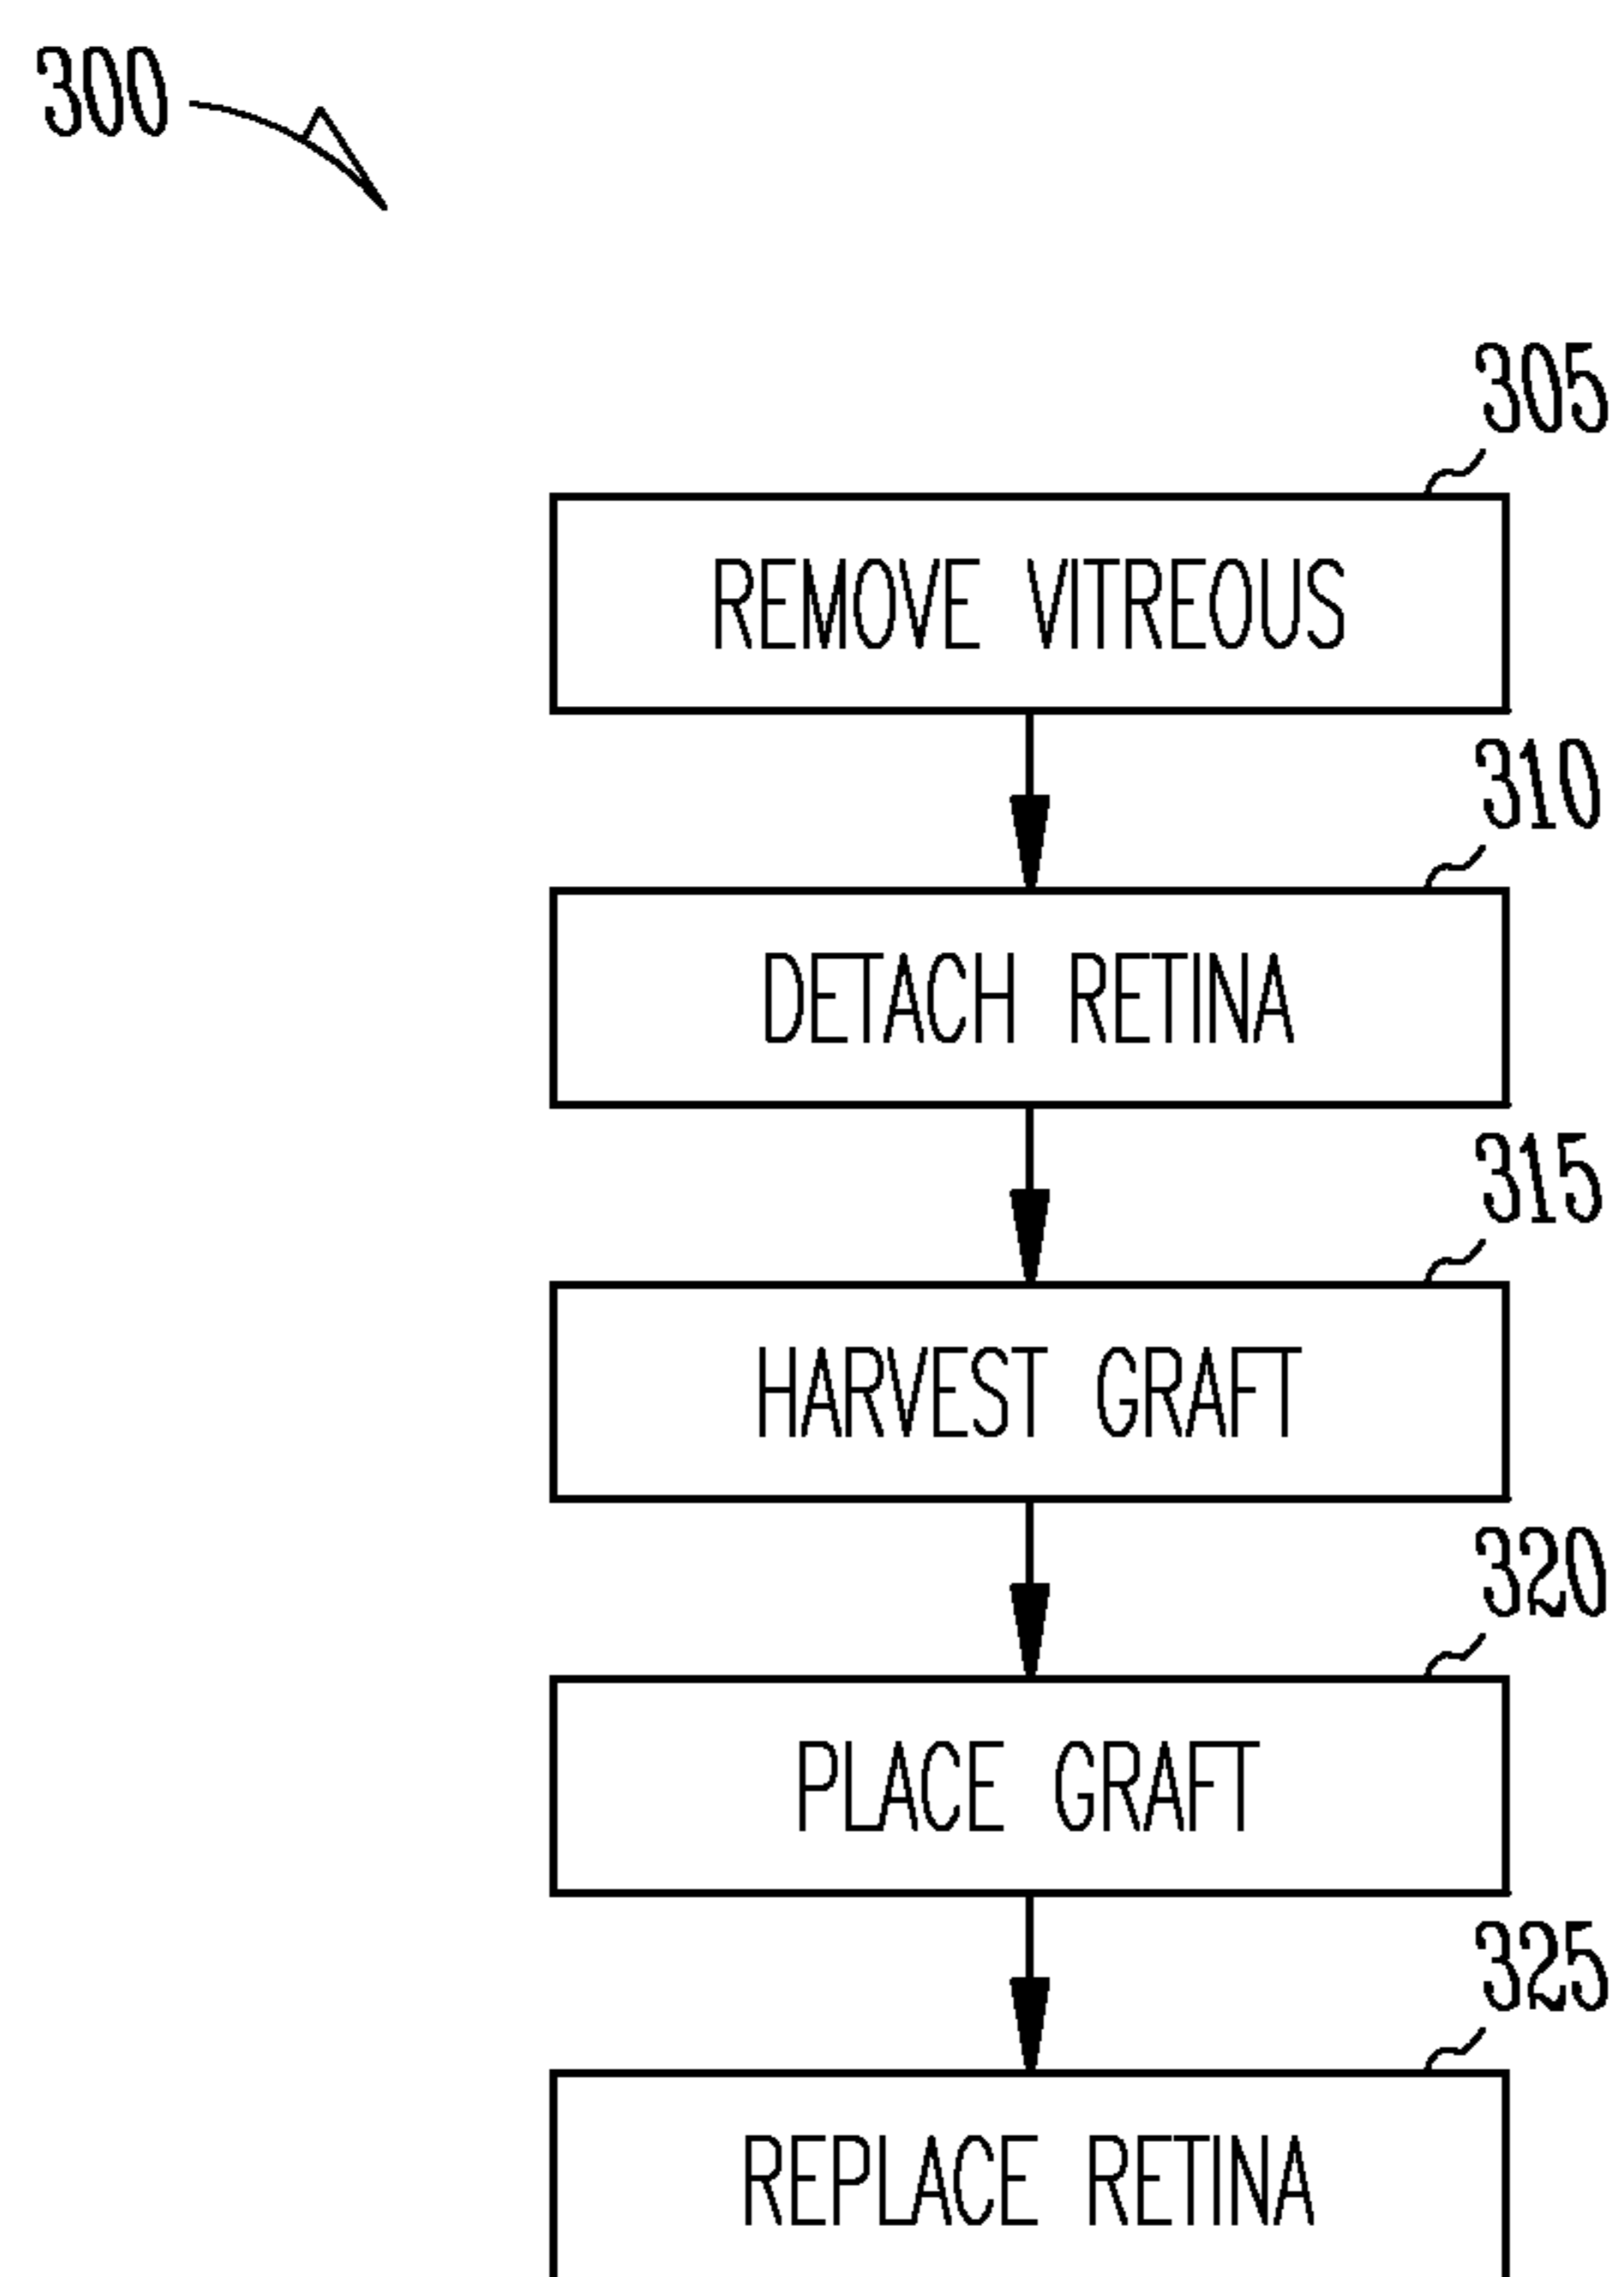 300
305
REMOVE VITREOUS
310
DETACH RETINA
315
HARVEST GRAFT
320
PLACE GRAFT
325
REPLACE RETINA